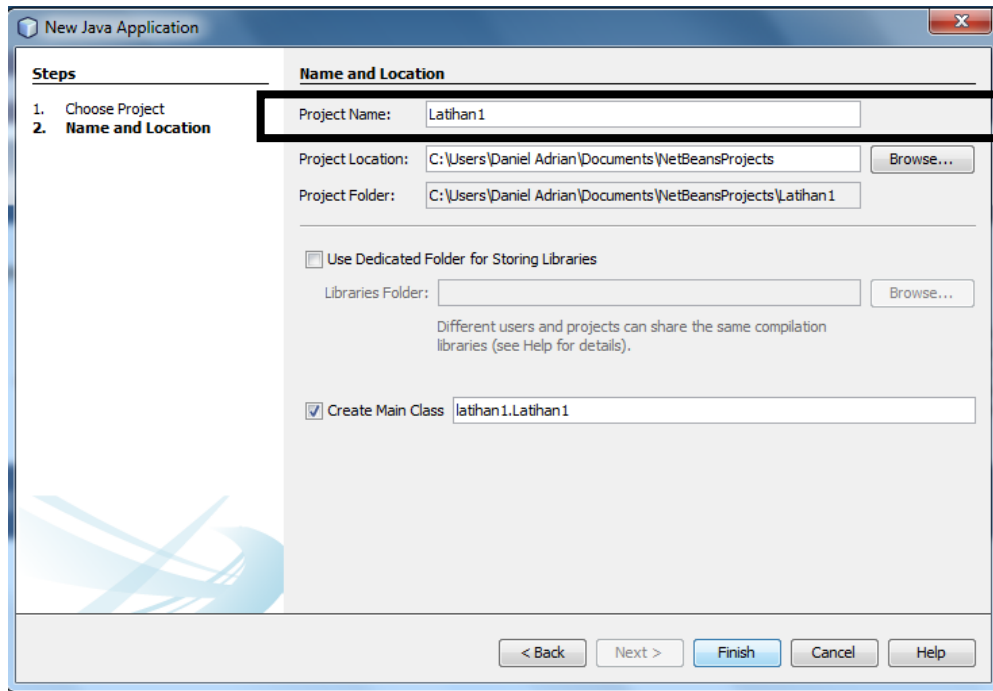 New Java Application
Steps
1. Choose Project
2. Name and Location
Name and Location
Project Name: Latihan1
Project Location: C:\Users\Daniel Adrian\Documents\NetBeansProjects Browse...
Project Folder: C:\Users\Daniel Adrian\Documents\NetBeansProjects\Latihan1
Use Dedicated Folder for Storing Libraries
Libraries Folder: Browse...
Different users and projects can share the same compilation
libraries (see Help for details).
Create Main Class latihan1.Latihan1
< Back Next > Finish Cancel Help